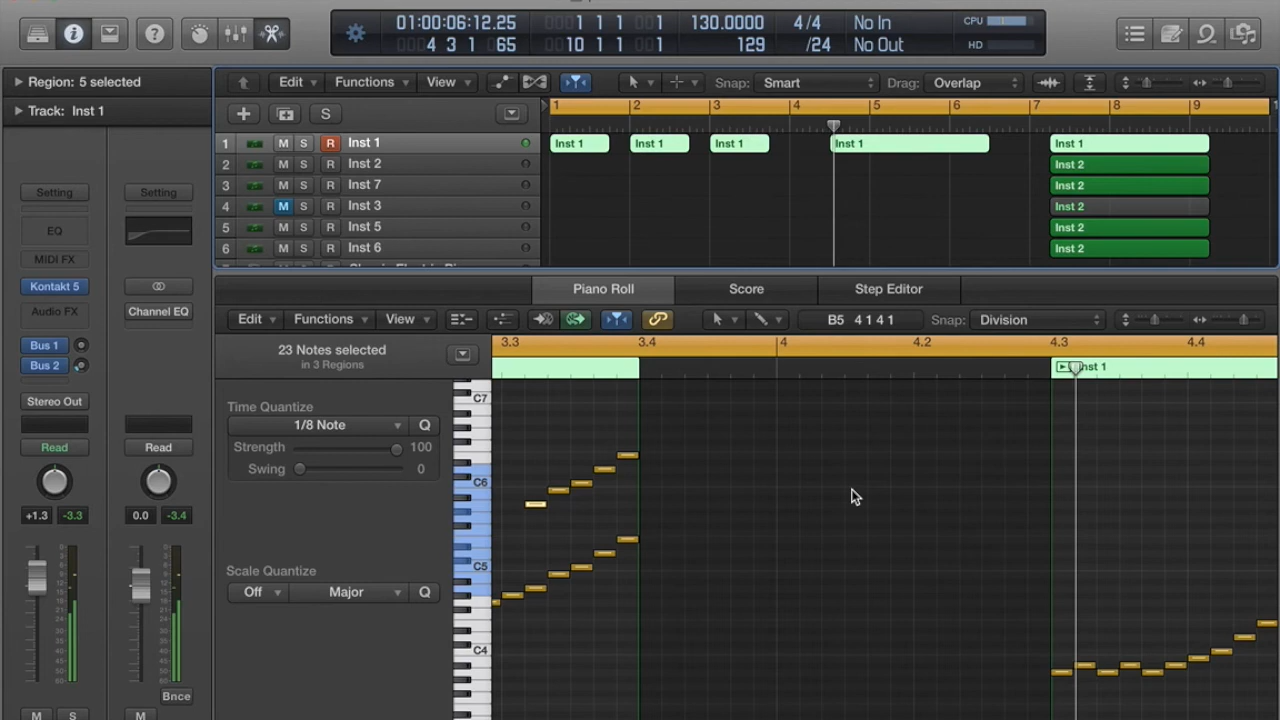 01:00:06:12.25 1 1 1 001 130.0000 4/4 No In CPU
004 3 1 065 0010 1 1 001 129 /24 No Out HD
Region: 5 selected Edit Functions View Snap: Smart Drag: Overlap
Track: Inst 1 S 1 2 3 4 5 6 7 8 9
1 M S R Inst 1 Inst 1 Inst 1 Inst 1 Inst 1 Inst 1
2 M S R Inst 2 Inst 2
3 M S R Inst 7 Inst 2
4 M S R Inst 3 Inst 2
5 M S R Inst 5 Inst 2
6 M S R Inst 6 Inst 2
Setting Setting
EQ
MIDI FX
Kontakt 5
Audio FX Channel EQ
Bus 1
Bus 2
Stereo Out
Read Read
+1.3 -3.3 0.0 -3.4
Bnce
M S M
Piano Roll Score Step Editor
Edit Functions View B5 4 1 4 1 Snap: Division
23 Notes selected
in 3 Regions
3.3 3.4 4 4.2 4.3 4.4
Inst 1
Time Quantize
1/8 Note Q
Strength 100
Swing 0
Scale Quantize
Off Major Q
C7
C6
C5
C4